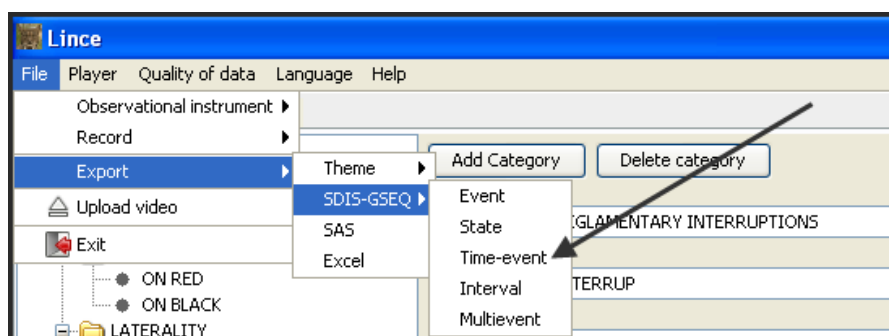 Lince
File Player Quality of data Language Help
Observational instrument
Record
Export
Upload video
Exit
Theme
SDIS-GSEQ
SAS
Excel
Event
State
Time-event
Interval
Multievent
Add Category Delete category
GLAMENTARY INTERRUPTIONS
TERRUP
ON RED
ON BLACK
LATERALITY